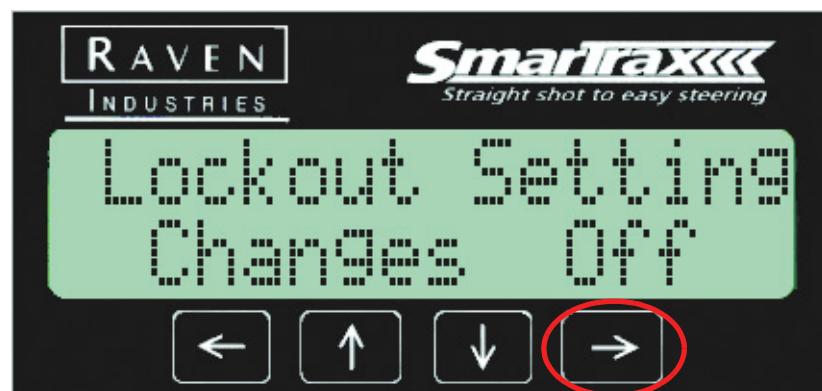 RAVEN
INDUSTRIES
SmarTrax
Straight shot to easy steering
Lockout Setting
Changes Off